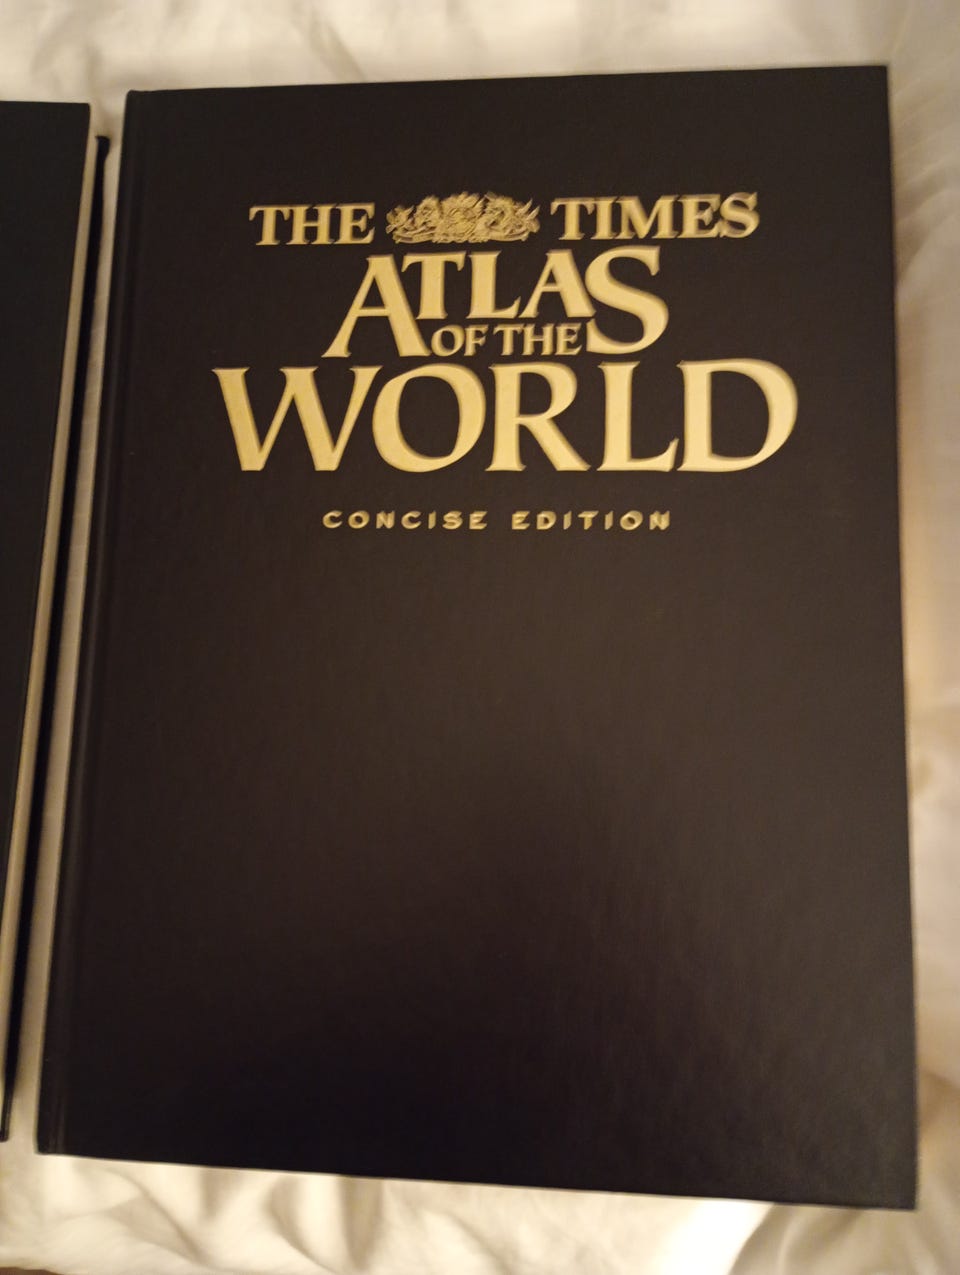 THE TIMES
ATLAS
OF THE
WORLD
CONCISE EDITION